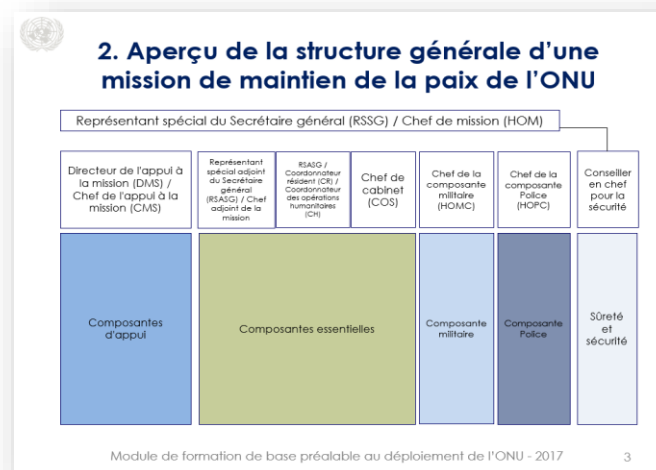 2. Aperçu de la structure générale d'une
mission de maintien de la paix de l'ONU
Représentant spécial du Secrétaire général (RSSG) / Chef de mission (HOM)
Directeur de l'appui à
la mission (DMS) /
Chef de l'appui à la
mission (CMS)
Représentant
spécial adjoint
du Secrétaire
général
(RSASG) / Chef
adjoint de la
mission
RSASG /
Coordonnateur
résident (CR) /
Coordonnateur
des opérations
humanitaires
(CH)
Chef de
cabinet
(COS)
Chef de la
composante
militaire
(HOMC)
Chef de la
composante
Police
(HOPC)
Conseiller
en chef
pour la
sécurité
Composantes
d'appui
Composantes essentielles
Composante
militaire
Composante
Police
Sûreté
et
sécurité
Module de formation de base préalable au déploiement de l'ONU - 2017
3